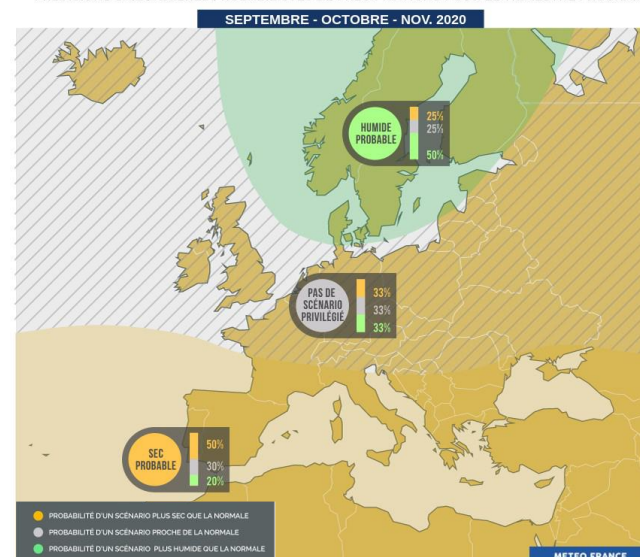 SEPTEMBRE - OCTOBRE - NOV. 2020
HUMIDE
PROBABLE
25%
25%
50%
PAS DE
SCÉNARIO
PRIVILÉGIÉ
33%
33%
33%
SEC
PROBABLE
50%
30%
20%
PROBABILITÉ D'UN SCÉNARIO PLUS SEC QUE LA NORMALE
PROBABILITÉ D'UN SCÉNARIO PROCHE DE LA NORMALE
PROBABILITÉ D'UN SCÉNARIO PLUS HUMIDE QUE LA NORMALE
METEO FRANCE